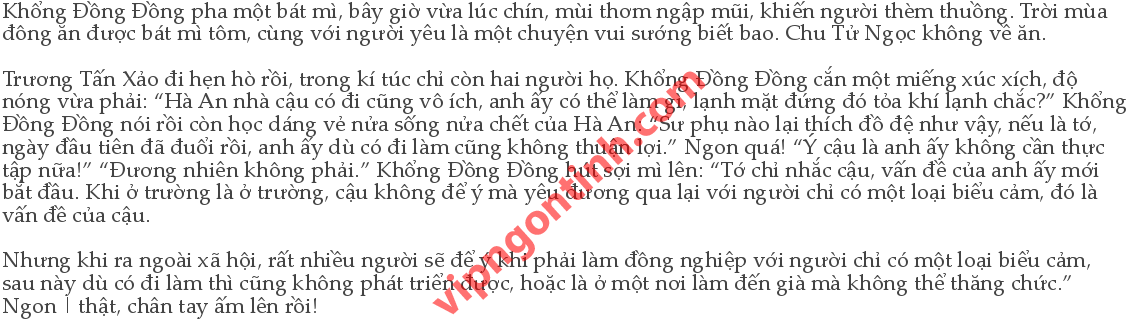 Khổng Đồng Đồng pha một bát mì, bây giờ vừa lúc chín, mùi thơm ngập mũi, khiến người thèm thuồng. Trời mùa
đông ăn được bát mì tôm, cùng với người yêu là một chuyện vui sướng biết bao. Chu Tử Ngọc không về ăn.
Trương Tấn Xảo đi hẹn hò rồi, trong kí túc chỉ còn hai người họ. Khổng Đồng Đồng cắn một miếng xúc xích, độ
nóng vừa phải: “Hà An nhà cậu có đi cũng vô ích, anh ấy có thể làm gì, lạnh mặt đứng đó tỏa khí lạnh chắc?” Khổng
Đồng Đồng nói rồi còn học dáng vẻ nửa sống nửa chết của Hà An: “Sư phụ nào lại thích đồ đệ như vậy, nếu là tớ,
ngày đầu tiên đã đuổi rồi, anh ấy dù có đi làm cũng không thuận lợi.” Ngon quá! “Ý cậu là anh ấy không cần thực
tập nữa!” “Đương nhiên không phải.” Khổng Đồng Đồng hút sợi mì lên: “Tớ chỉ nhắc cậu, vấn đề của anh ấy mới
bắt đầu. Khi ở trường là ở trường, cậu không để ý mà yêu đương qua lại với người chỉ có một loại biểu cảm, đó là
vấn đề của cậu.
Nhưng khi ra ngoài xã hội, rất nhiều người sẽ để ý khi phải làm đồng nghiệp với người chỉ có một loại biểu cảm,
sau này dù có đi làm thì cũng không phát triển được, hoặc là ở một nơi làm đến già mà không thể thăng chức.”
Ngon | thật, chân tay ấm lên rồi!
vipngontinh.com